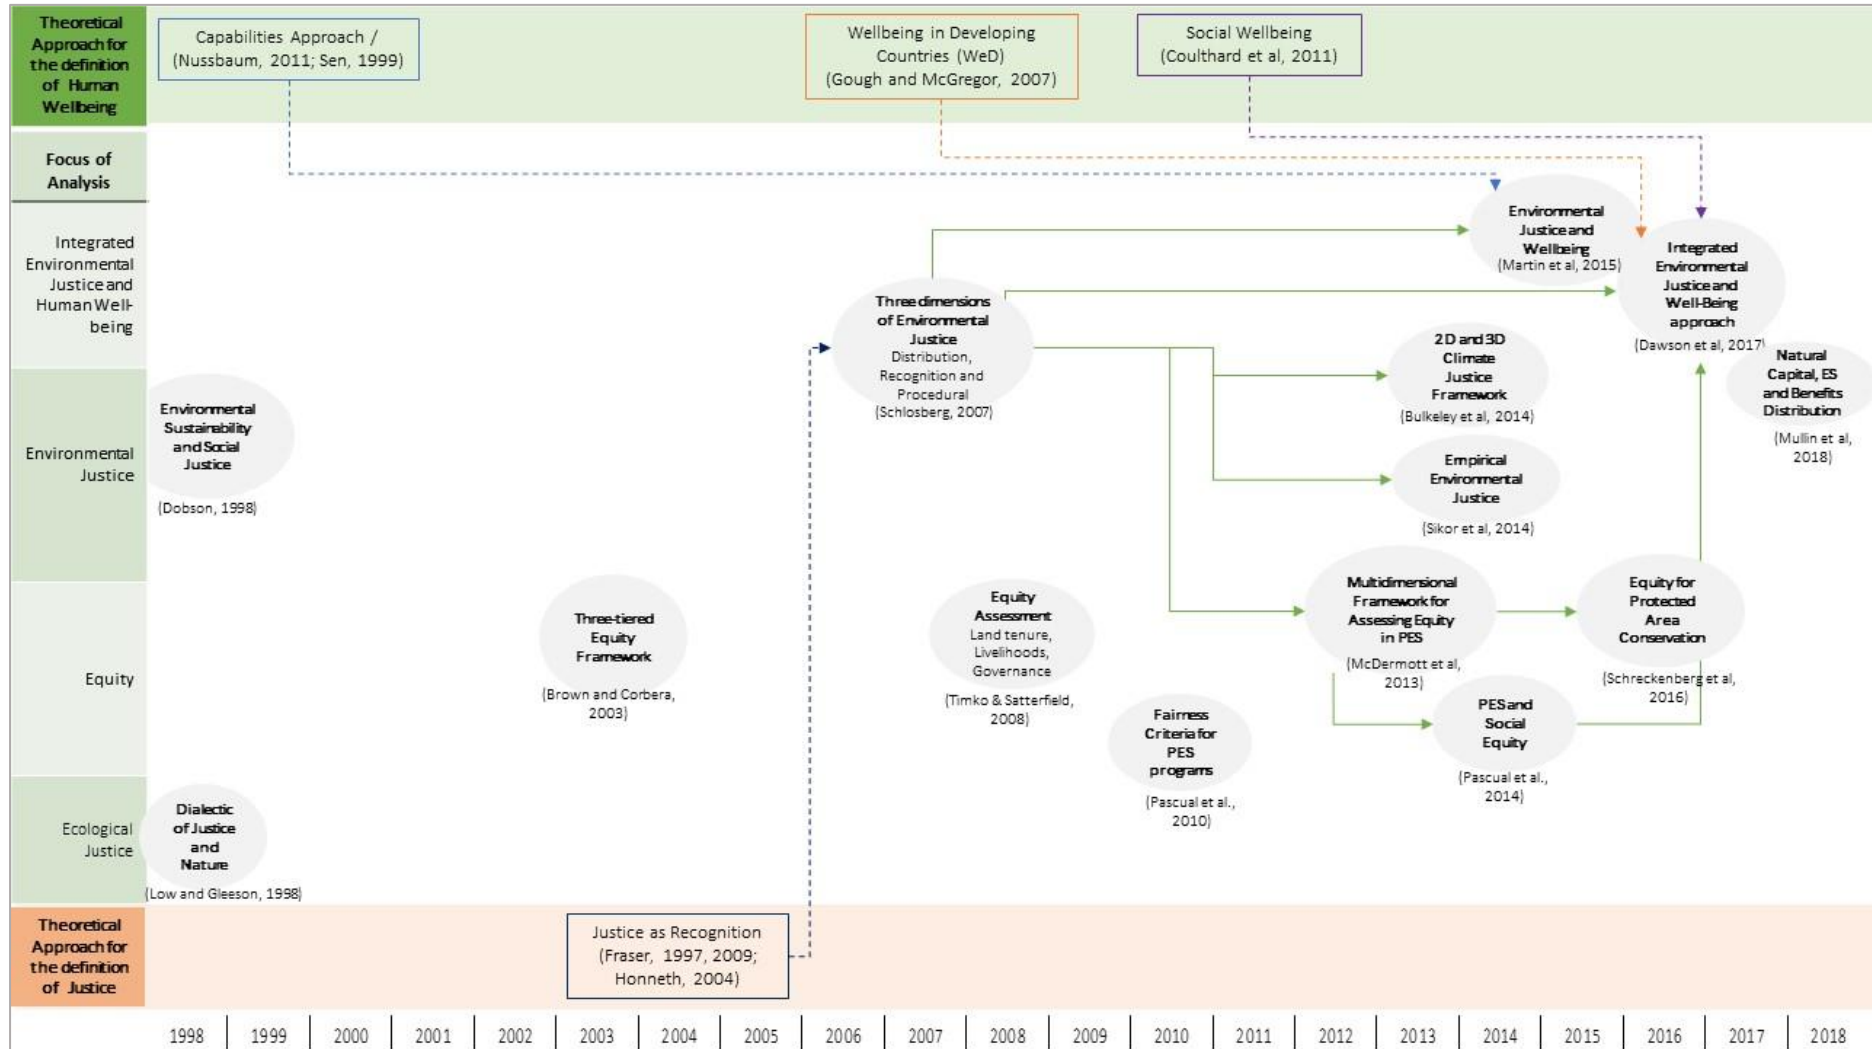 Theoretical
Approach for
the definition
of Human
Wellbeing
Capabilities Approach /
(Nussbaum, 2011; Sen, 1999)
Wellbeing in Developing
Countries (WeD)
(Gough and McGregor, 2007)
Social Wellbeing
(Coulthard et al, 2011)
Focus of
Analysis
Integrated
Environmental
Justice and
Human Well-
being
Environmental
Justice and
Wellbeing
(Martin et al, 2015)
Integrated
Environmental
Justice and
Well-Being
approach
(Dawson et al, 2017)
Three dimensions
of Environmental
Justice
Distribution,
Recognition and
Procedural
(Schlosberg, 2007)
2D and 3D
Climate
Justice
Framework
(Bulkeley et al, 2014)
Natural
Capital, ES
and Benefits
Distribution
(Mullin et al,
2018)
Environmental
Justice
Environmental
Sustainability
and Social
Justice
(Dobson, 1998)
Empirical
Environmental
Justice
(Sikor et al, 2014)
Equity
Three-tiered
Equity
Framework
(Brown and Corbera,
2003)
Equity
Assessment
Land tenure,
Livelihoods,
Governance
(Timko & Satterfield,
2008)
Multidimensional
Framework for
Assessing Equity
in PES
(McDermott et al,
2013)
Equity for
Protected
Area
Conservation
(Schreckenberg et al,
2016)
Fairness
Criteria for
PES
programs
(Pascual et al.,
2010)
PES and
Social
Equity
(Pascual et al.,
2014)
Ecological
Justice
Dialectic
of Justice
and
Nature
(Low and Gleeson, 1998)
Theoretical
Approach for
the definition
of Justice
Justice as Recognition
(Fraser, 1997, 2009;
Honneth, 2004)
1998 1999 2000 2001 2002 2003 2004 2005 2006 2007 2008 2009 2010 2011 2012 2013 2014 2015 2016 2017 2018